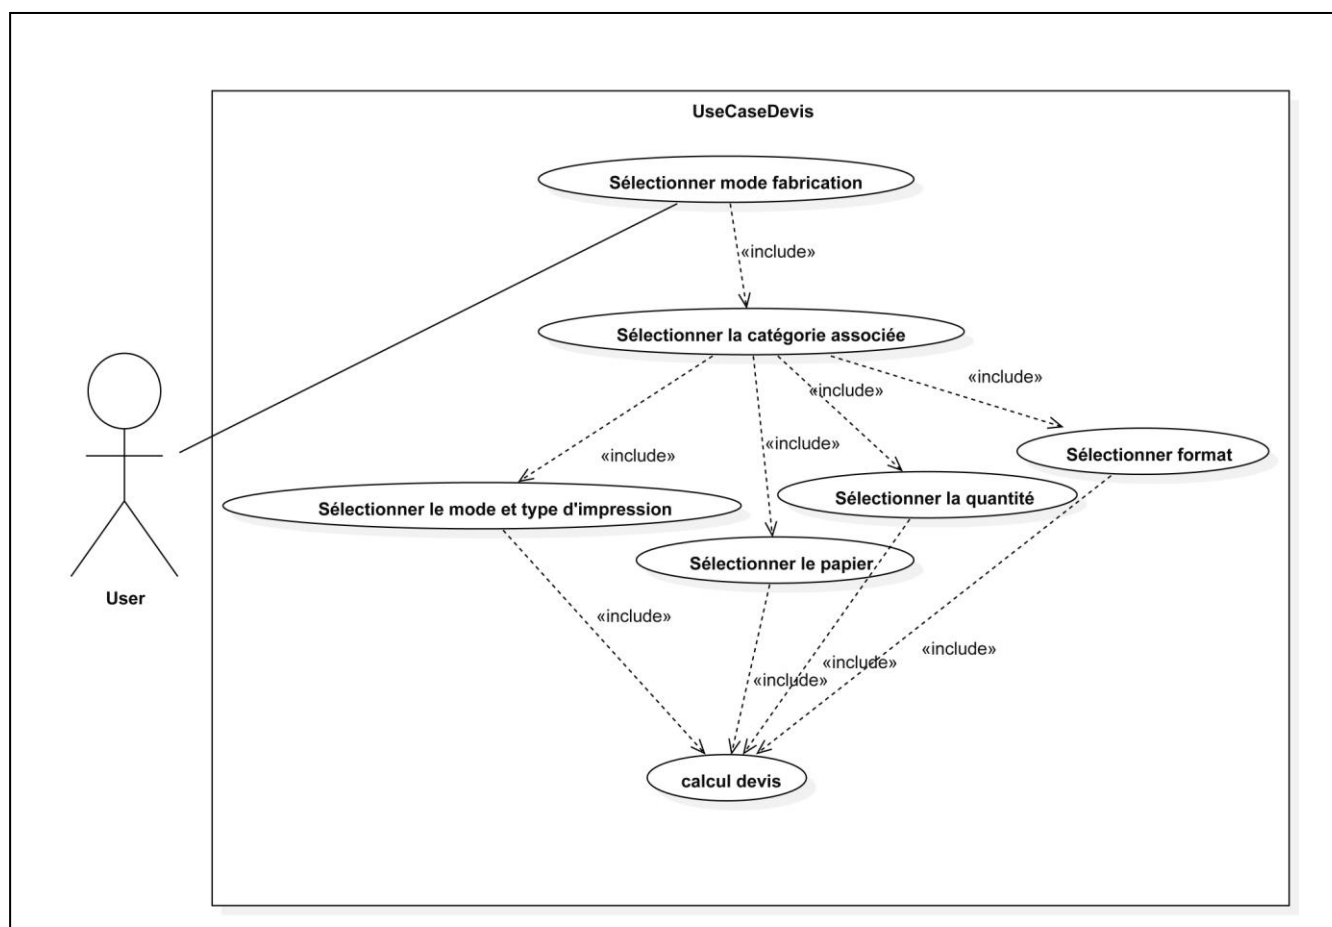 UseCaseDevis
Sélectionner mode fabrication
«include»
Sélectionner la catégorie associée
«include»
«include»
«include»
«include»
Sélectionner format
Sélectionner la quantité
Sélectionner le mode et type d'impression
Sélectionner le papier
User
«include»
«include»
«include»
«include»
calcul devis